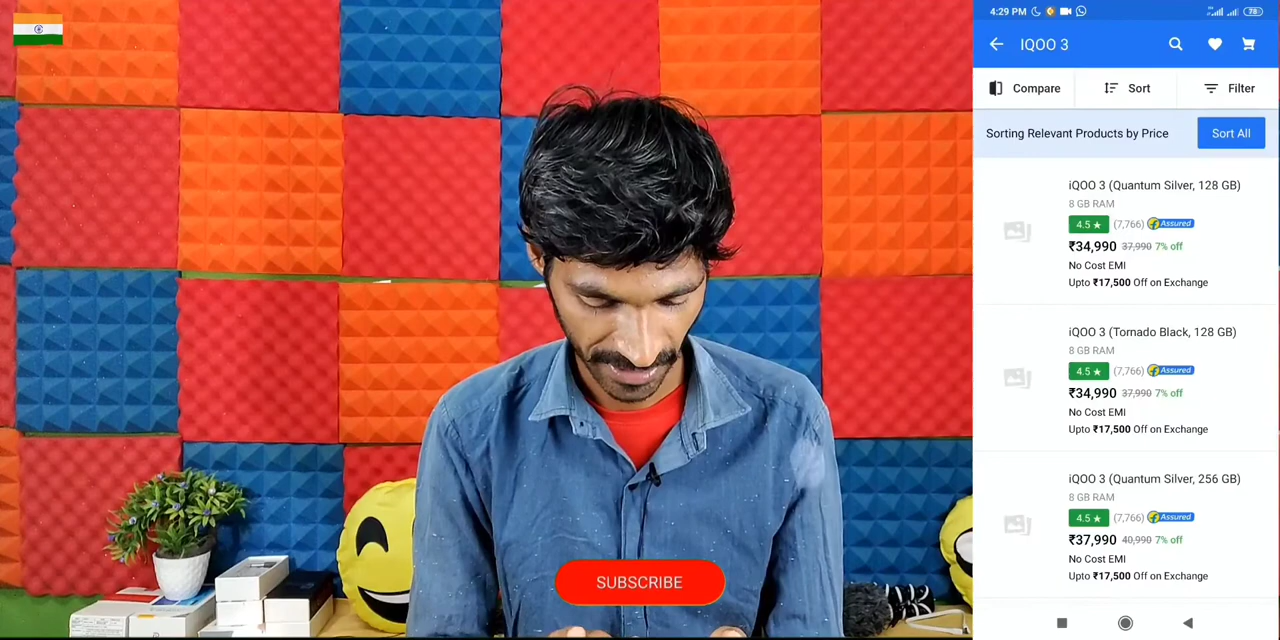 4:29 PM
78
IQOO 3
Compare
Sort
Filter
Sorting Relevant Products by Price
Sort All
iQOO 3 (Quantum Silver, 128 GB)
8 GB RAM
4.5 ★ (7,766) Assured
₹34,990 37,990 7% off
No Cost EMI
Upto ₹17,500 Off on Exchange
iQOO 3 (Tornado Black, 128 GB)
8 GB RAM
4.5 ★ (7,766) Assured
₹34,990 37,990 7% off
No Cost EMI
Upto ₹17,500 Off on Exchange
iQOO 3 (Quantum Silver, 256 GB)
8 GB RAM
4.5 ★ (7,766) Assured
₹37,990 40,990 7% off
No Cost EMI
Upto ₹17,500 Off on Exchange
SUBSCRIBE